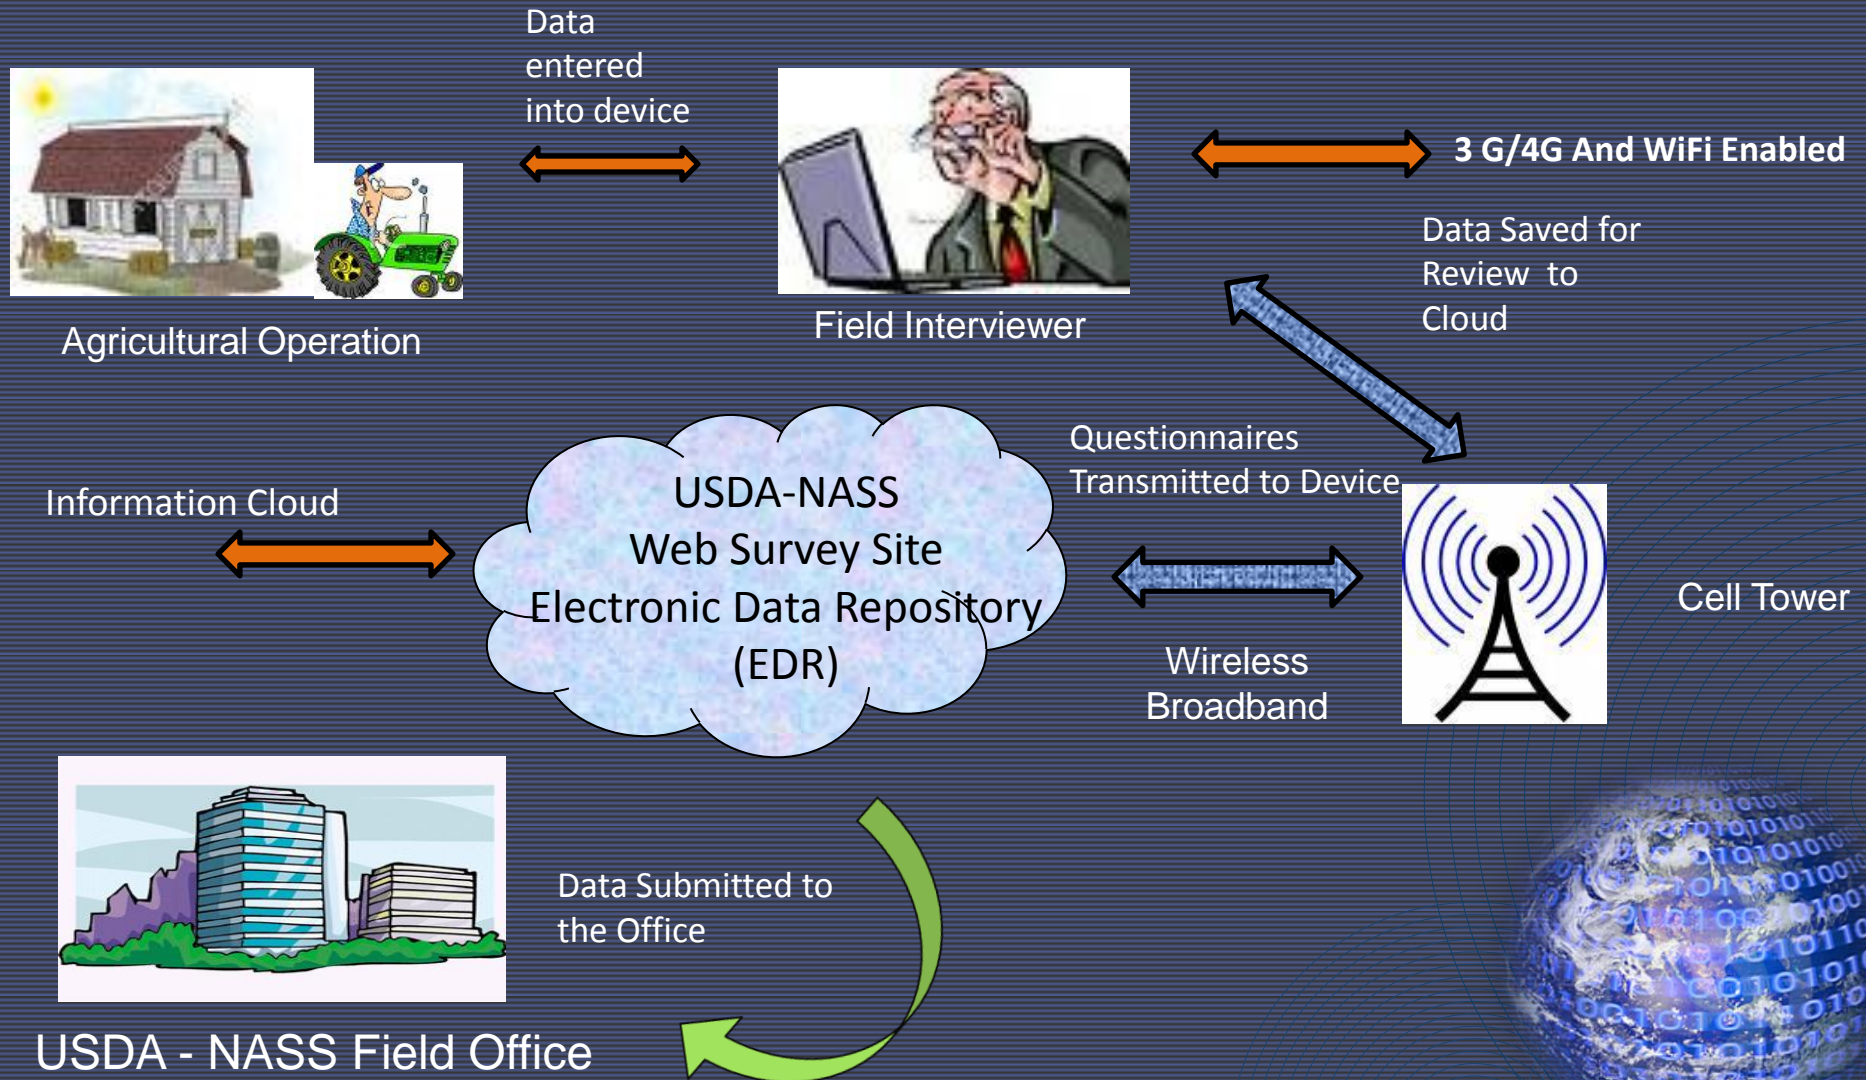 Data
entered
into device
3 G/4G And WiFi Enabled
Data Saved for
Review to
Cloud
Agricultural Operation
Field Interviewer
Questionnaires
Transmitted to Device
Information Cloud
USDA-NASS
Web Survey Site
Electronic Data Repository
(EDR)
Cell Tower
Wireless
Broadband
Data Submitted to
the Office
USDA - NASS Field Office